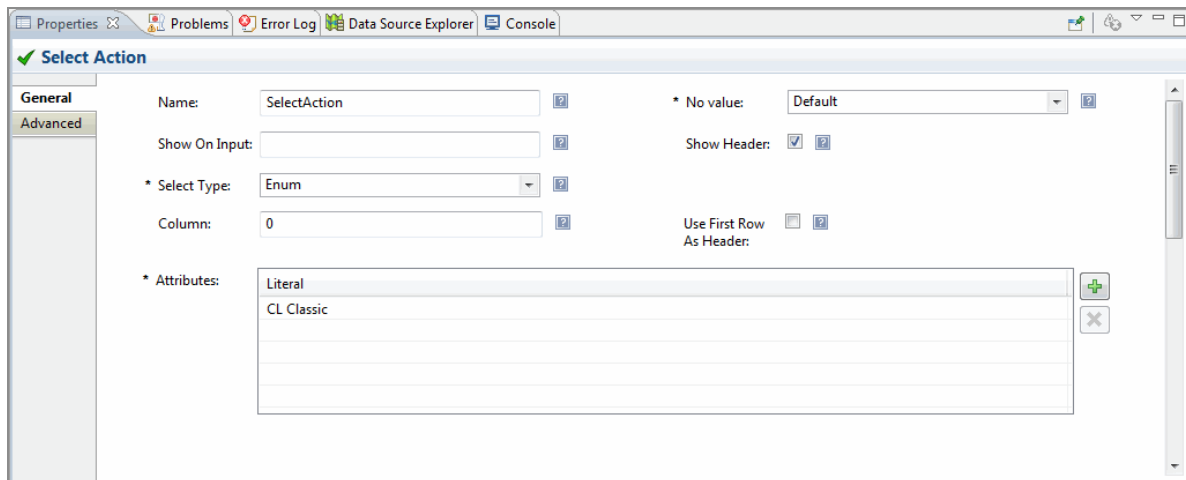 Properties Problems Error Log Data Source Explorer Console
Select Action
General
Advanced
Name: SelectAction * No value: Default
Show On Input: Show Header:
* Select Type: Enum
Column: 0 Use First Row
As Header:
* Attributes: Literal
CL Classic